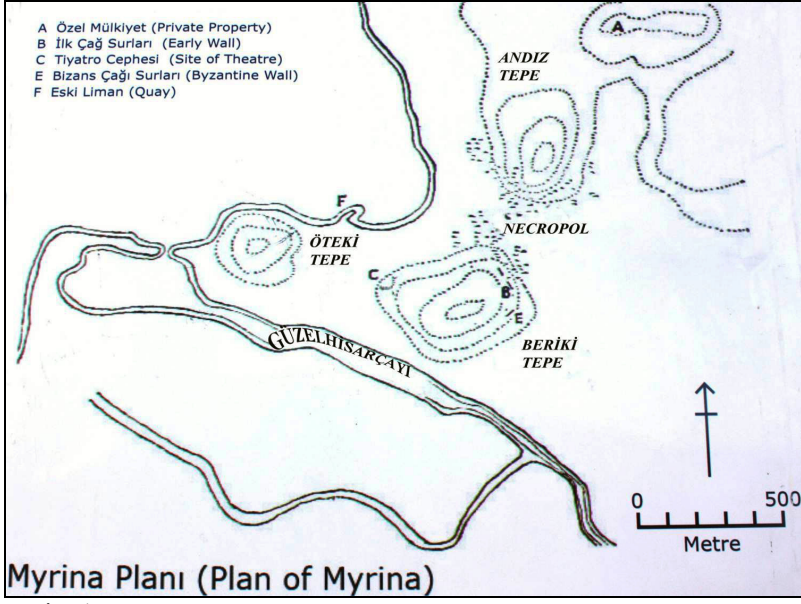 A Özel Mülkiyet (Private Property)
B İlk Çağ Surları (Early Wall)
C Tiyatro Cephesi (Site of Theatre)
E Bizans Çağı Surları (Byzantine Wall)
F Eski Liman (Quay)
A
ANDIZ
TEPE
F
ÖTEKİ
TEPE
NECROPOL
C
B
E
BERİKİ
TEPE
GÜZELHİSARÇAYI
0 500
Metre
Myrina Planı (Plan of Myrina)